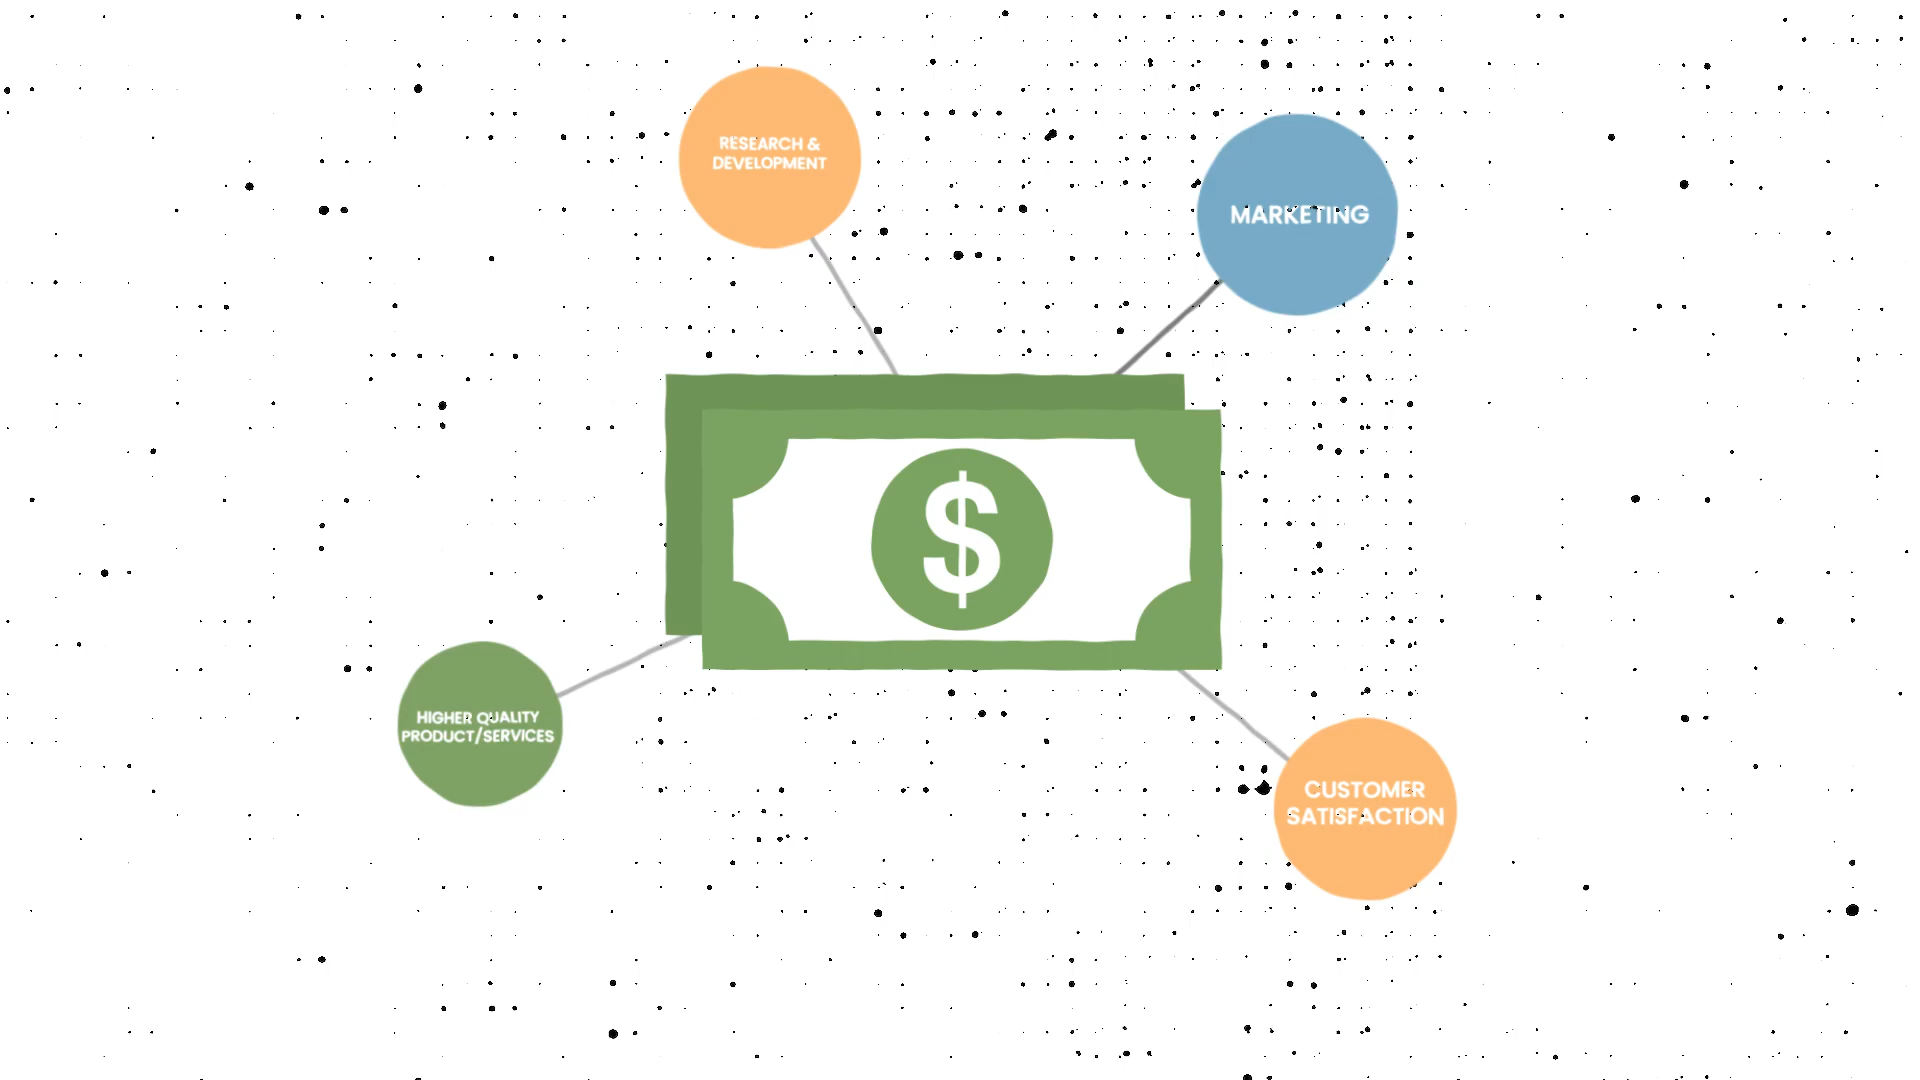 RESEARCH &
DEVELOPMENT
MARKETING
$
HIGHER QUALITY
PRODUCT/SERVICES
CUSTOMER
SATISFACTION